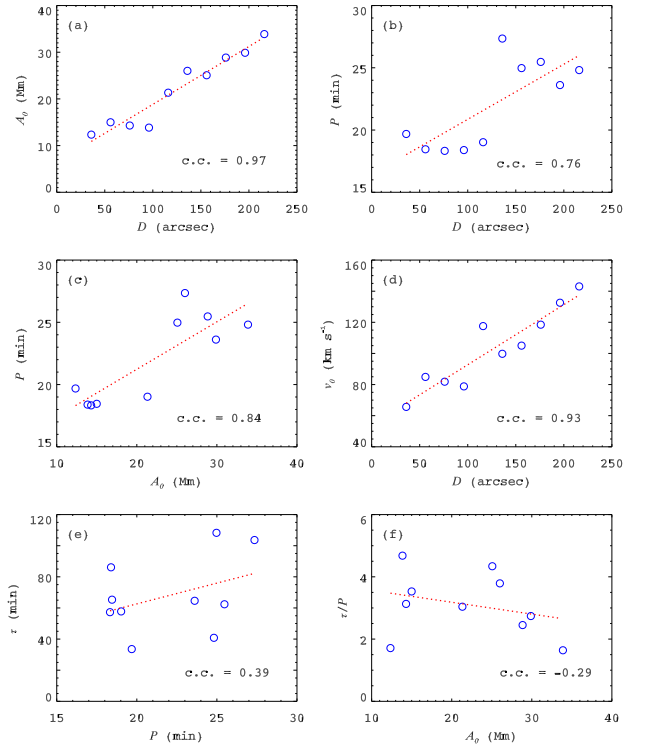 (a)
40
30
20
10
0
A₀ (Mm)
c.c. = 0.97
0 50 100 150 200 250
D (arcsec)
(b)
30
25
20
15
P (min)
c.c. = 0.76
0 50 100 150 200 250
D (arcsec)
(c)
30
25
20
15
P (min)
c.c. = 0.84
10 20 30 40
A₀ (Mm)
(d)
160
120
80
40
v₀ (km s⁻¹)
c.c. = 0.93
0 50 100 150 200 250
D (arcsec)
(e)
120
80
40
0
τ (min)
c.c. = 0.39
15 20 25 30
P (min)
(f)
6
4
2
0
τ/P
c.c. = −0.29
10 20 30 40
A₀ (Mm)